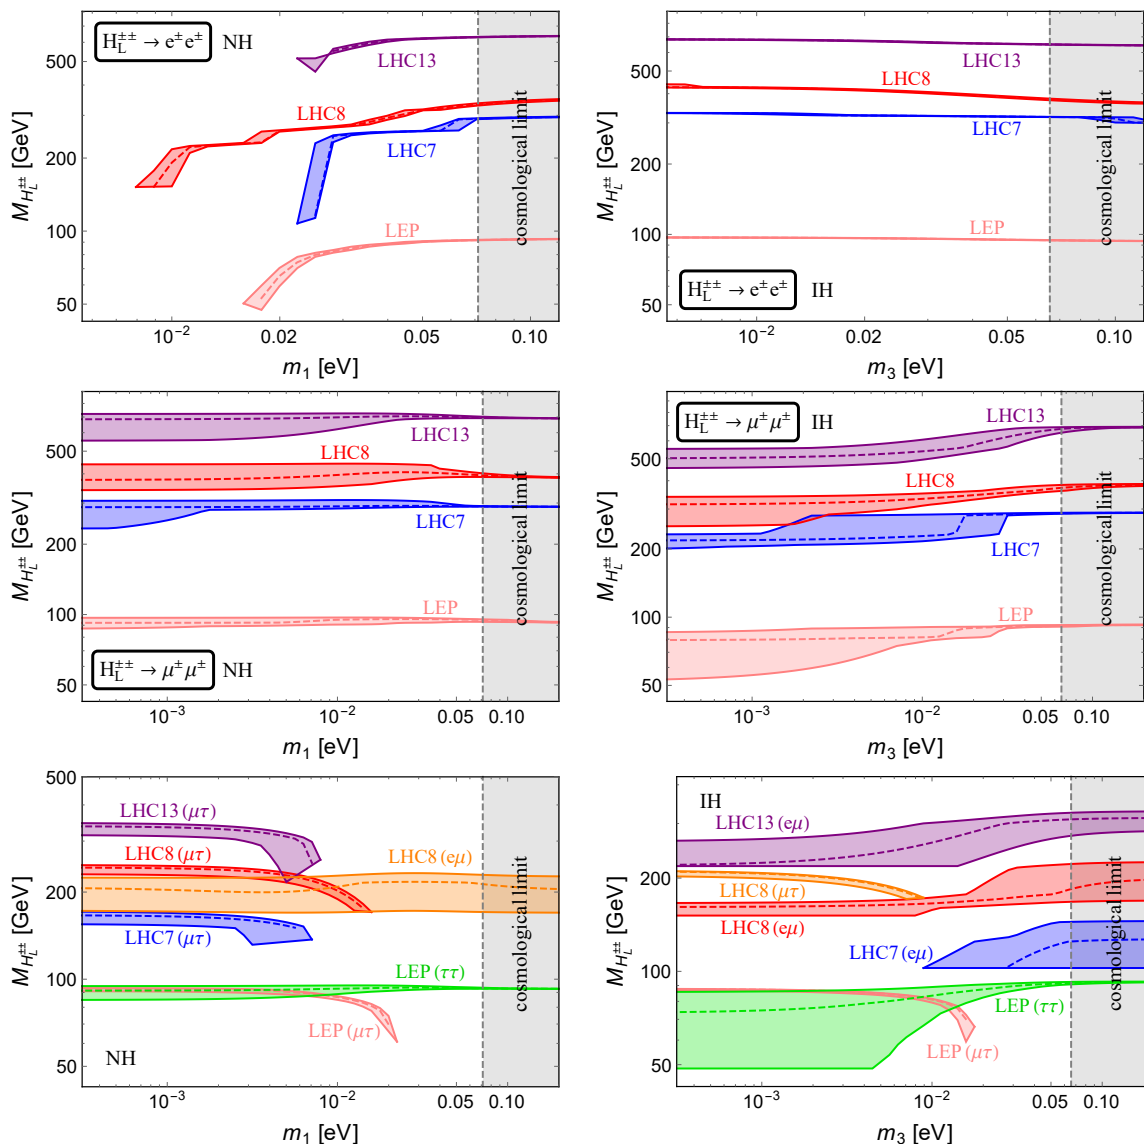 H_L^{±±} → e^± e^± NH
LHC13
LHC8
LHC7
LEP
cosmological limit
500
200
100
50
M_{H_L^{±±}} [GeV]
10^{-2} 0.02 0.05 0.10
m_1 [eV]
LHC13
LHC8
LHC7
LEP
cosmological limit
H_L^{±±} → e^± e^± IH
500
200
100
50
M_{H_L^{±±}} [GeV]
10^{-2} 0.02 0.05 0.10
m_3 [eV]
LHC13
LHC8
LHC7
LEP
cosmological limit
H_L^{±±} → μ^± μ^± NH
500
200
100
50
M_{H_L^{±±}} [GeV]
10^{-3} 10^{-2} 0.05 0.10
m_1 [eV]
H_L^{±±} → μ^± μ^± IH
LHC13
LHC8
LHC7
LEP
cosmological limit
500
200
100
50
M_{H_L^{±±}} [GeV]
10^{-3} 10^{-2} 0.05 0.10
m_3 [eV]
LHC13 (μτ)
LHC8 (μτ)
LHC8 (eμ)
LHC7 (μτ)
LEP (ττ)
LEP (μτ)
NH
cosmological limit
500
200
100
50
M_{H_L^{±±}} [GeV]
10^{-3} 10^{-2} 0.05 0.10
m_1 [eV]
IH
LHC13 (eμ)
LHC8 (μτ)
LHC8 (eμ)
LHC7 (eμ)
LEP (ττ)
LEP (μτ)
cosmological limit
200
100
50
M_{H_L^{±±}} [GeV]
10^{-3} 10^{-2} 0.05 0.10
m_3 [eV]